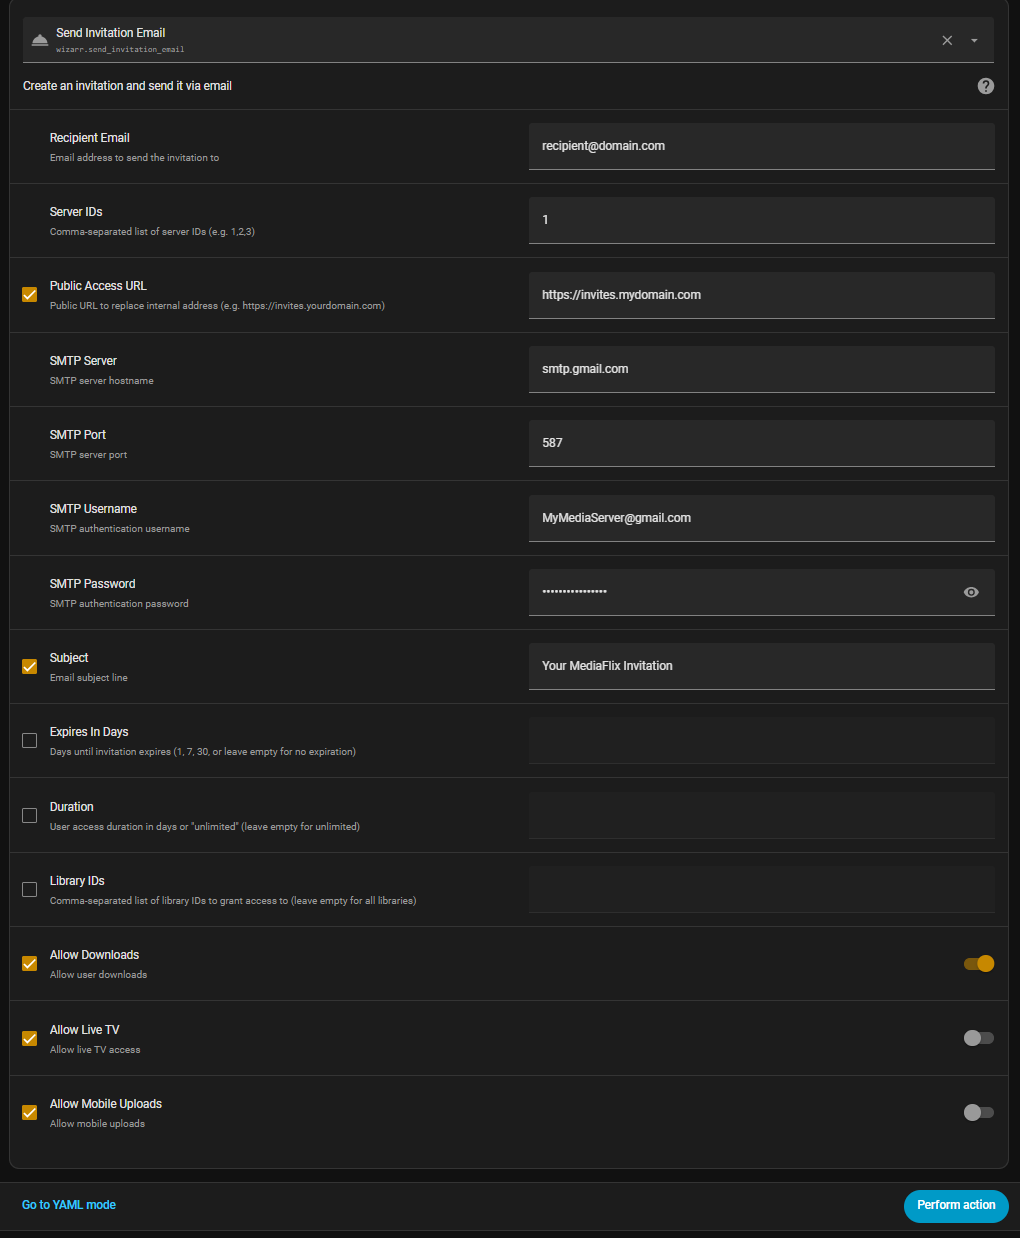 Send Invitation Email
wizarr.send_invitation_email
Create an invitation and send it via email
Recipient Email
Email address to send the invitation to
recipient@domain.com
Server IDs
Comma-separated list of server IDs (e.g. 1,2,3)
1
Public Access URL
Public URL to replace internal address (e.g. https://invites.yourdomain.com)
https://invites.mydomain.com
SMTP Server
SMTP server hostname
smtp.gmail.com
SMTP Port
SMTP server port
587
SMTP Username
SMTP authentication username
MyMediaServer@gmail.com
SMTP Password
SMTP authentication password
••••••••••••••••
Subject
Email subject line
Your MediaFlix Invitation
Expires In Days
Days until invitation expires (1, 7, 30, or leave empty for no expiration)
Duration
User access duration in days or "unlimited" (leave empty for unlimited)
Library IDs
Comma-separated list of library IDs to grant access to (leave empty for all libraries)
Allow Downloads
Allow user downloads
Allow Live TV
Allow live TV access
Allow Mobile Uploads
Allow mobile uploads
Go to YAML mode
Perform action